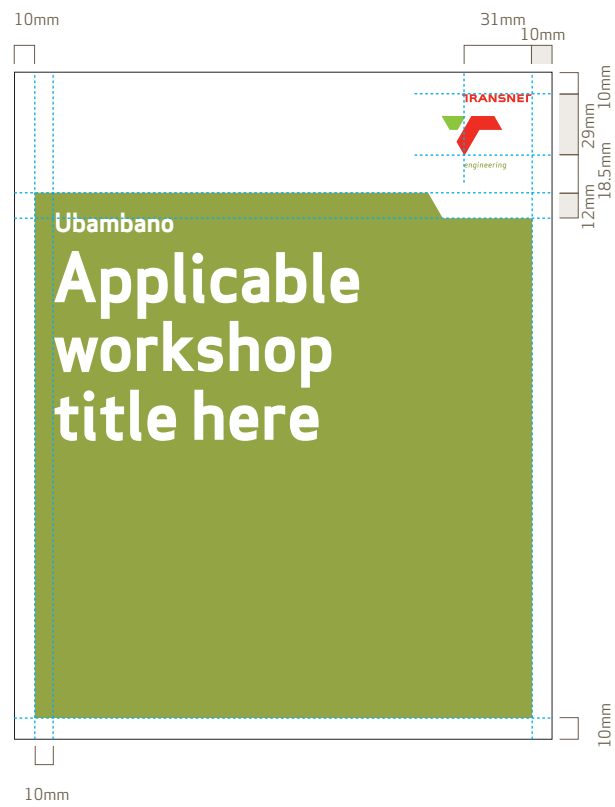 10mm
31mm
10mm
TRANSNET
engineering
10mm
29mm
18.5mm
12mm
Ubambano
Applicable
workshop
title here
10mm
10mm